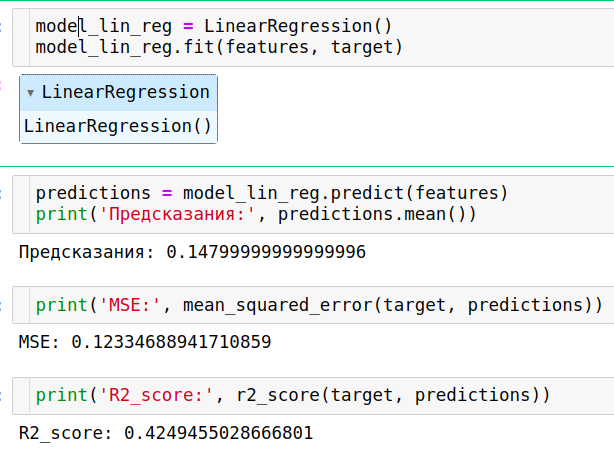 model_lin_reg = LinearRegression()
model_lin_reg.fit(features, target)
▾ LinearRegression
LinearRegression()
predictions = model_lin_reg.predict(features)
print('Предсказания:', predictions.mean())
Предсказания: 0.14799999999999996
print('MSE:', mean_squared_error(target, predictions))
MSE: 0.12334688941710859
print('R2_score:', r2_score(target, predictions))
R2_score: 0.4249455028666801